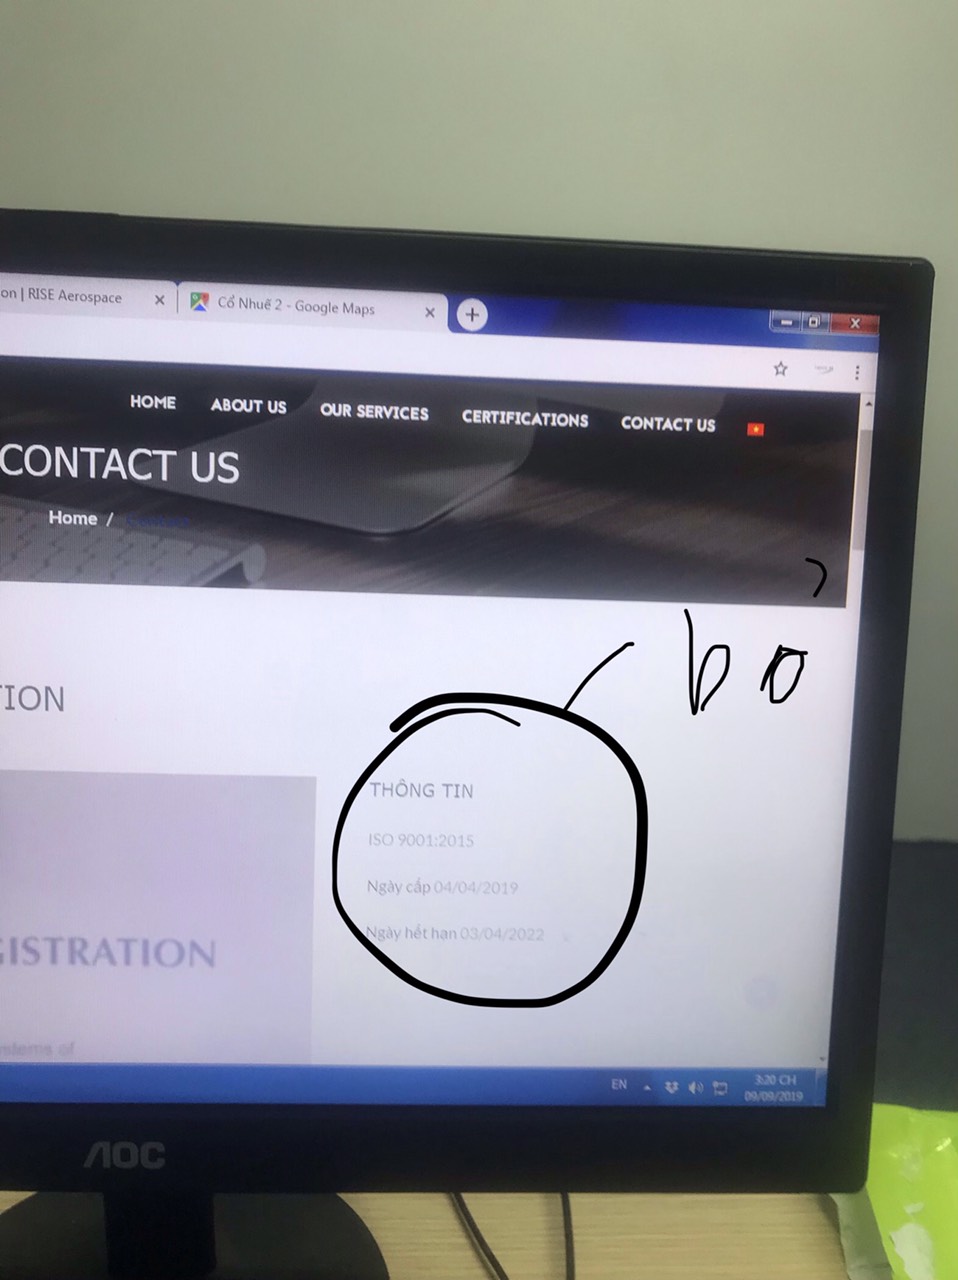 on | RISE Aerospace
Cổ Nhuế 2 - Google Maps
HOME ABOUT US OUR SERVICES CERTIFICATIONS CONTACT US
CONTACT US
Home /
bỏ
TION
THÔNG TIN
ISO 9001:2015
Ngày cấp 04/04/2019
Ngày hết hạn 03/04/2022
GISTRATION
stems of
EN
3:20 CH
09/09/2019
AOC